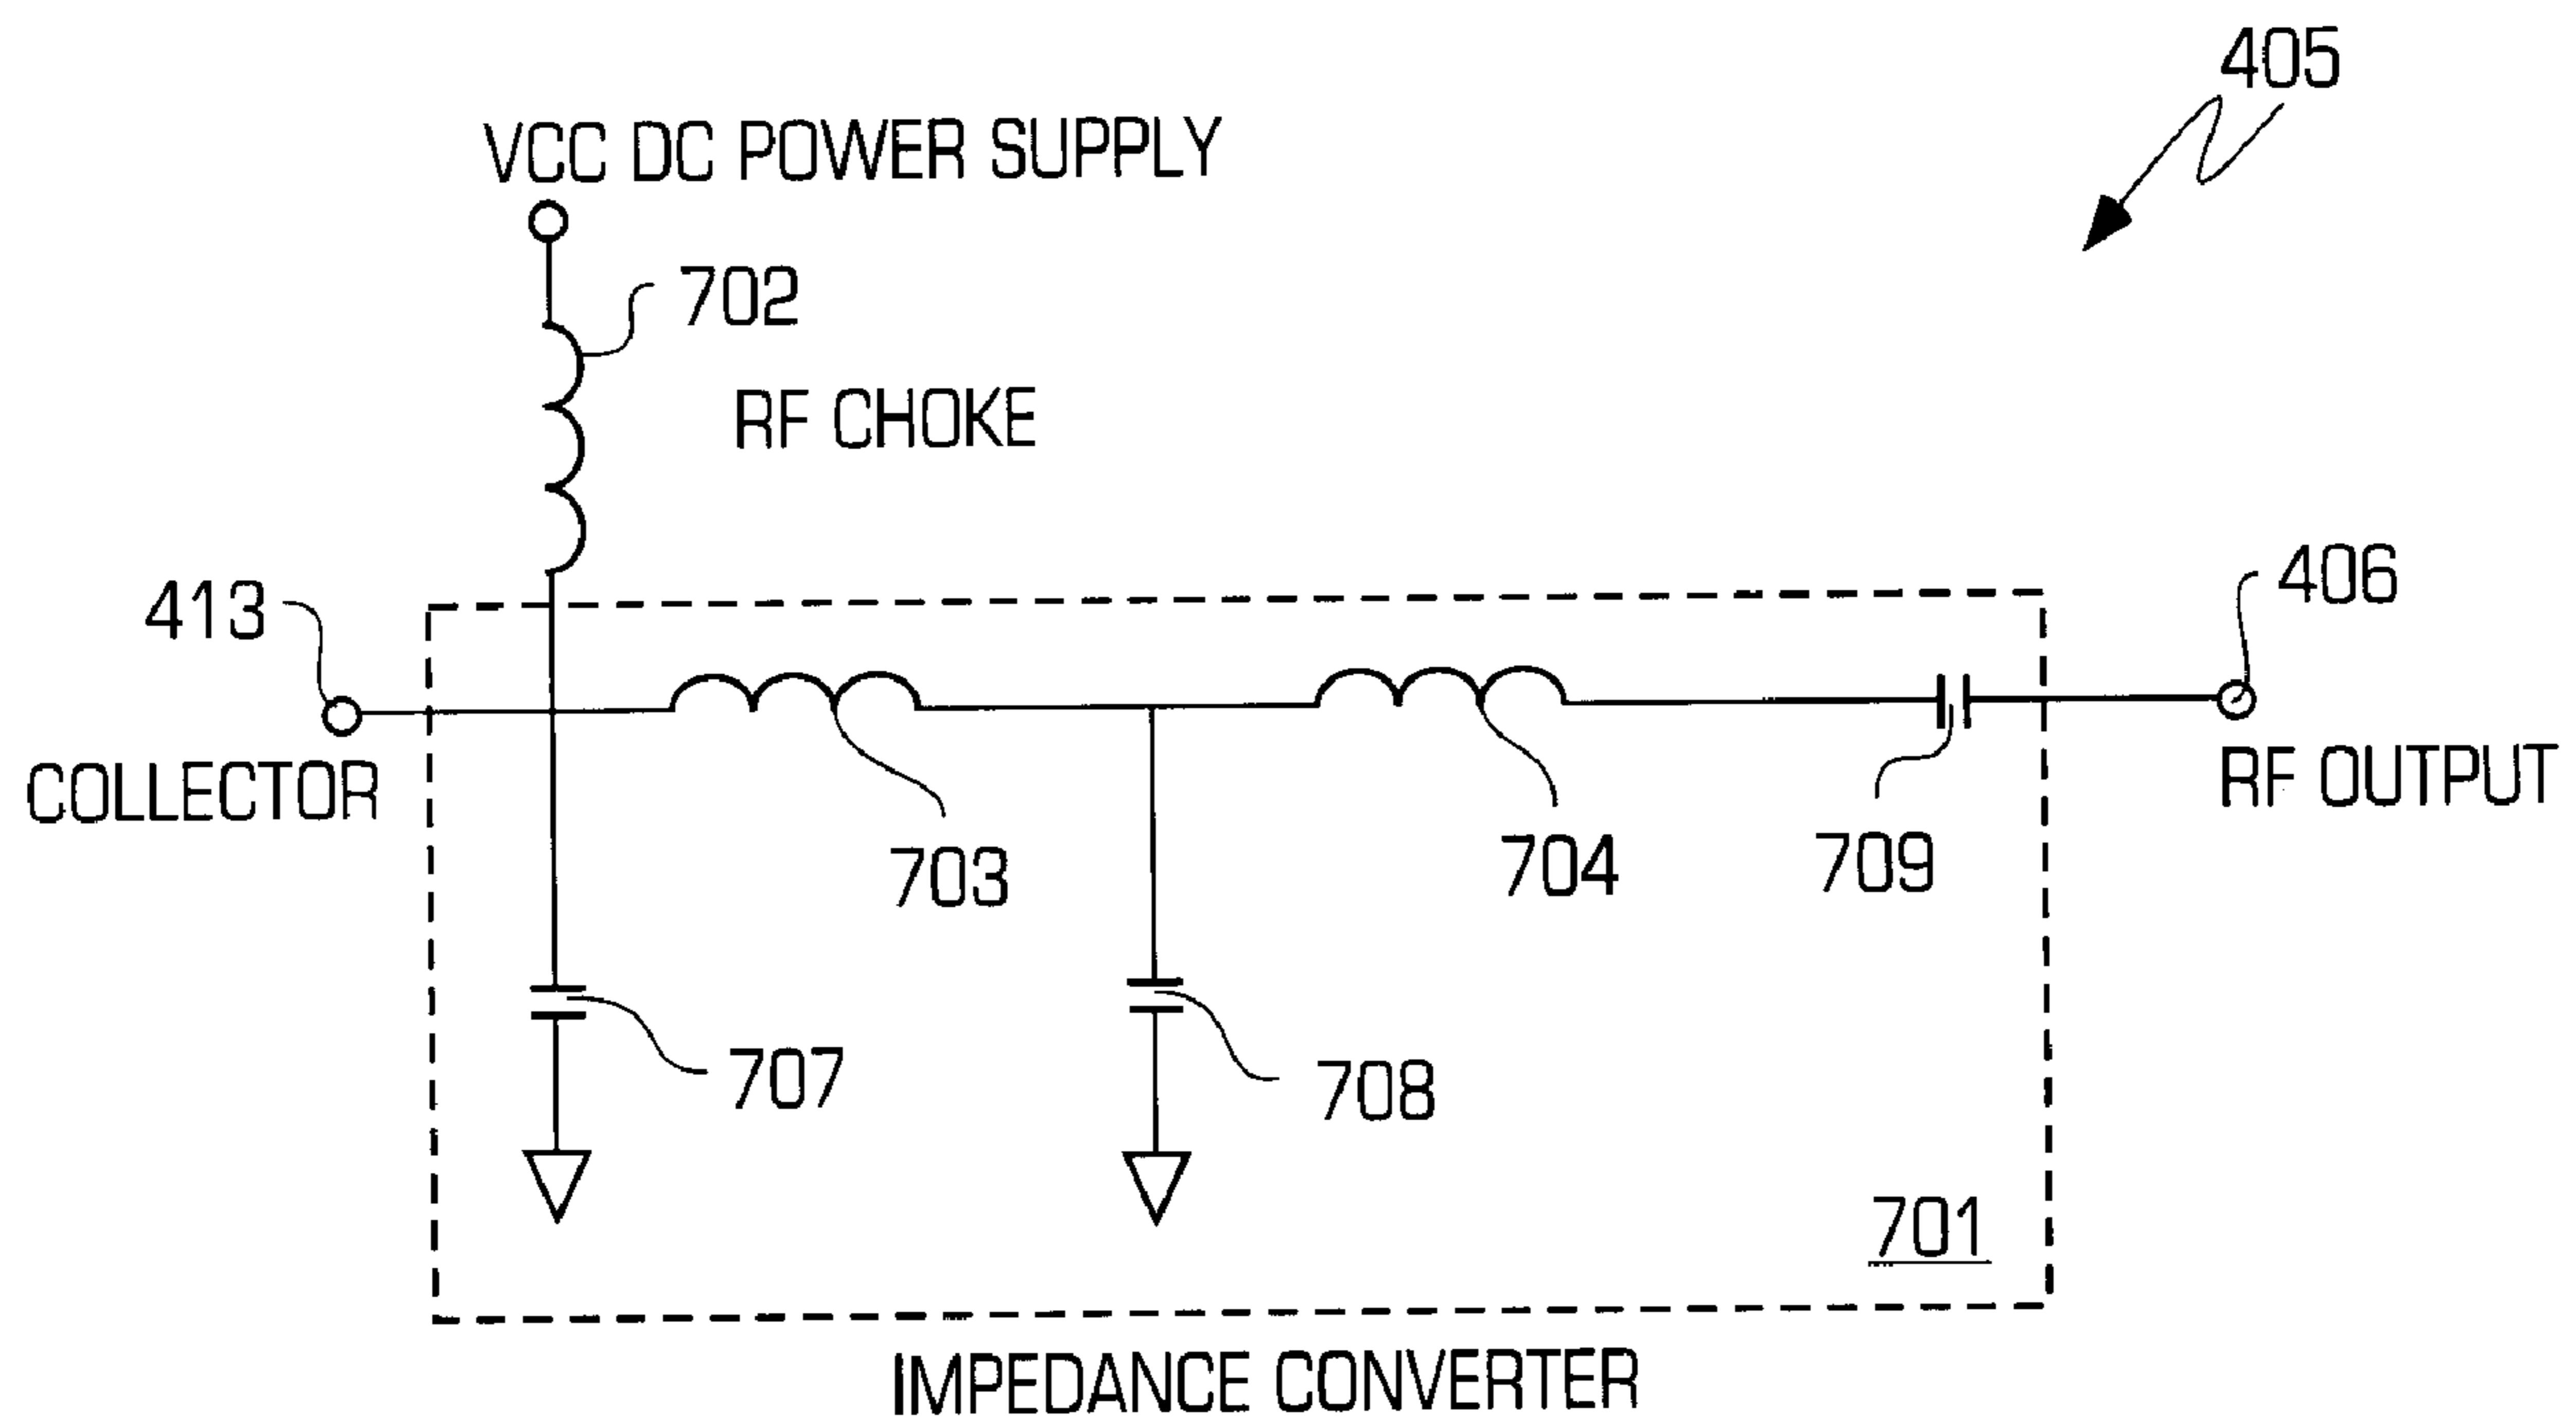 405
VCC DC POWER SUPPLY
702
RF CHOKE
413
406
COLLECTOR
RF OUTPUT
703
704
709
707
708
701
IMPEDANCE CONVERTER